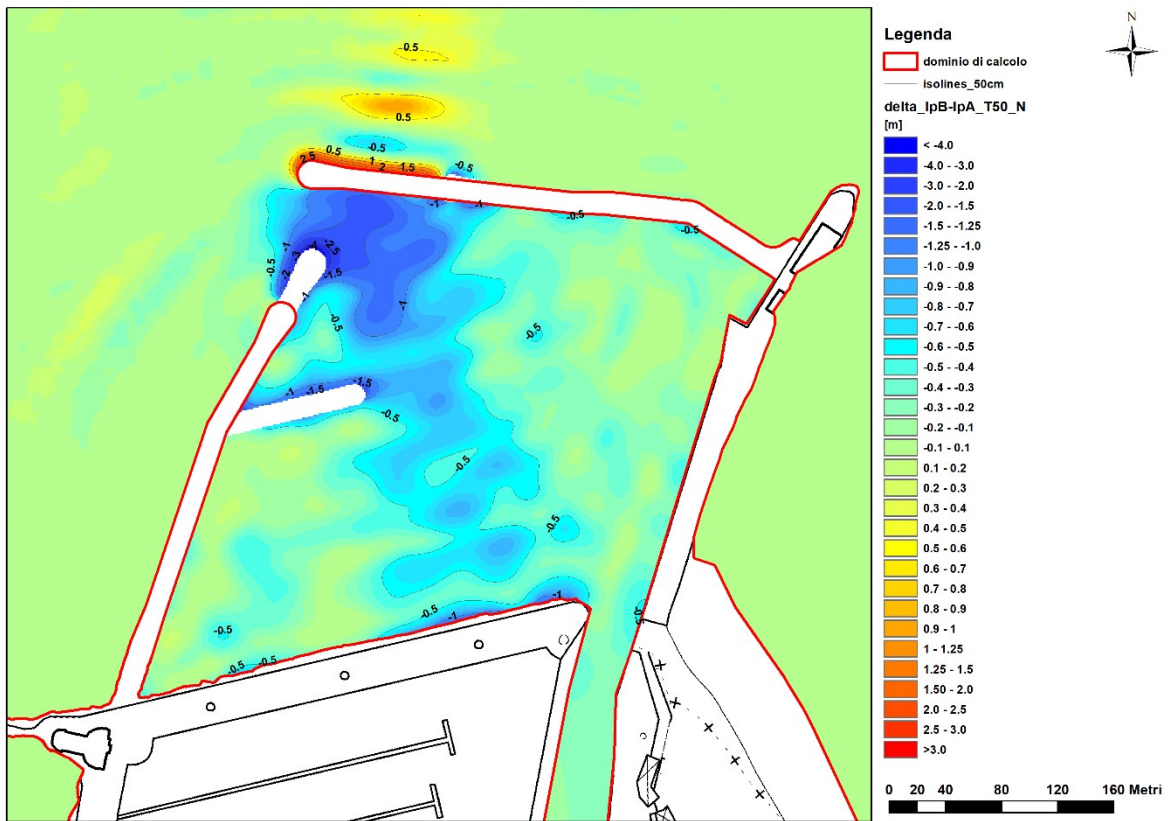 N
Legenda
dominio di calcolo
isolines_50cm
delta_IpB-IpA_T50_N
[m]
< -4.0
-4.0 - -3.0
-3.0 - -2.0
-2.0 - -1.5
-1.5 - -1.25
-1.25 - -1.0
-1.0 - -0.9
-0.9 - -0.8
-0.8 - -0.7
-0.7 - -0.6
-0.6 - -0.5
-0.5 - -0.4
-0.4 - -0.3
-0.3 - -0.2
-0.2 - -0.1
-0.1 - 0.1
0.1 - 0.2
0.2 - 0.3
0.3 - 0.4
0.4 - 0.5
0.5 - 0.6
0.6 - 0.7
0.7 - 0.8
0.8 - 0.9
0.9 - 1
1 - 1.25
1.25 - 1.5
1.50 - 2.0
2.0 - 2.5
2.5 - 3.0
>3.0
0 20 40 80 120 160 Metri
0.5
0.5
-0.5
2.5 0.5 1 2 1.5 -0.5
-1 -1 -0.5 -0.5
-0.5 -1 -2 -3 -2.5 -1.5
-1 -1
-0.5 -0.5
-1 -1.5 -1.5
-0.5
-0.5
-0.5
-0.5 -1 -1 -0.5
-0.5
-0.5 -0.5